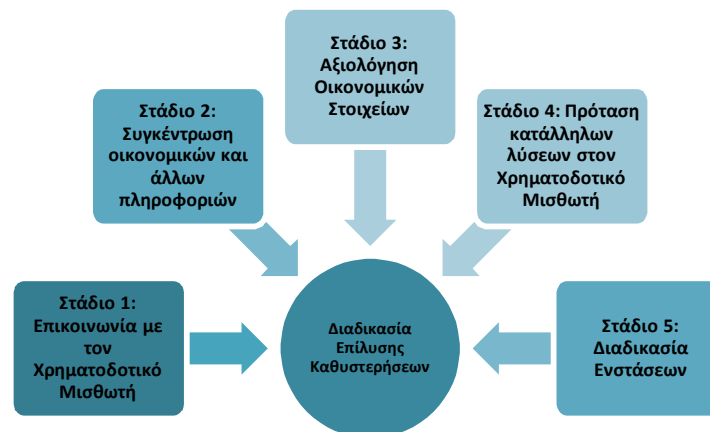 Στάδιο 1:
Επικοινωνία με
τον
Χρηματοδοτικό
Μισθωτή
Στάδιο 2:
Συγκέντρωση
οικονομικών και
άλλων
πληροφοριών
Στάδιο 3:
Αξιολόγηση
Οικονομικών
Στοιχείων
Στάδιο 4: Πρόταση
κατάλληλων
λύσεων στον
Χρηματοδοτικό
Μισθωτή
Στάδιο 5:
Διαδικασία
Ενστάσεων
Διαδικασία
Επίλυσης
Καθυστερήσεων